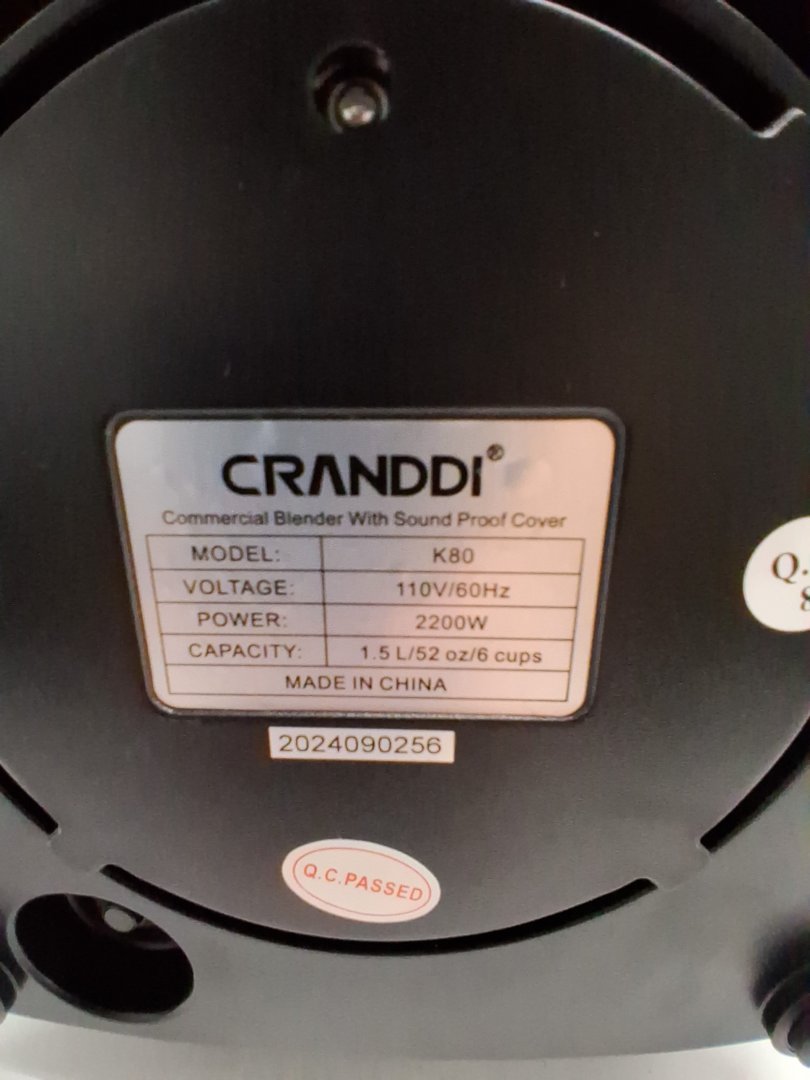 CRANDDI®
Commercial Blender With Sound Proof Cover
MODEL: K80
VOLTAGE: 110V/60Hz
POWER: 2200W
CAPACITY: 1.5 L/52 oz/6 cups
MADE IN CHINA
Q.
2024090256
Q.C.PASSED